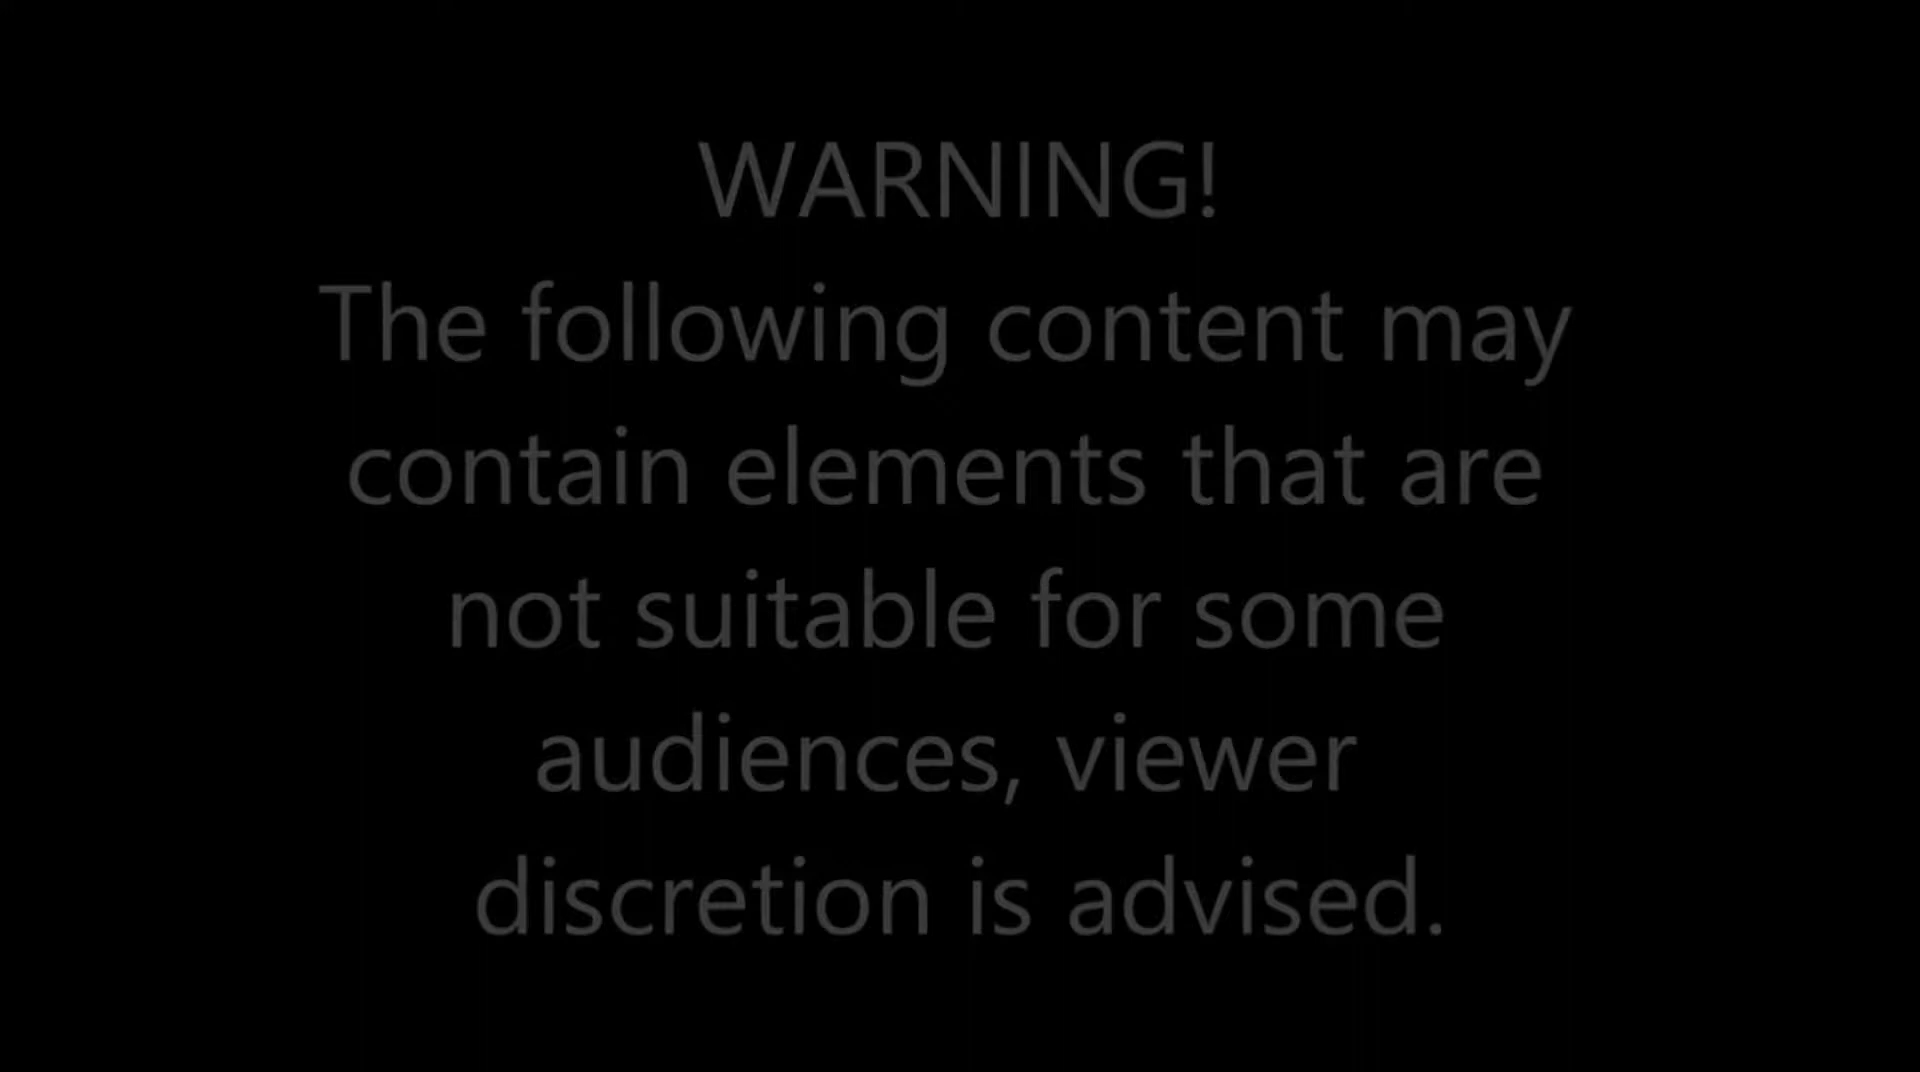 WARNING!
The following content may
contain elements that are
not suitable for some
audiences, viewer
discretion is advised.